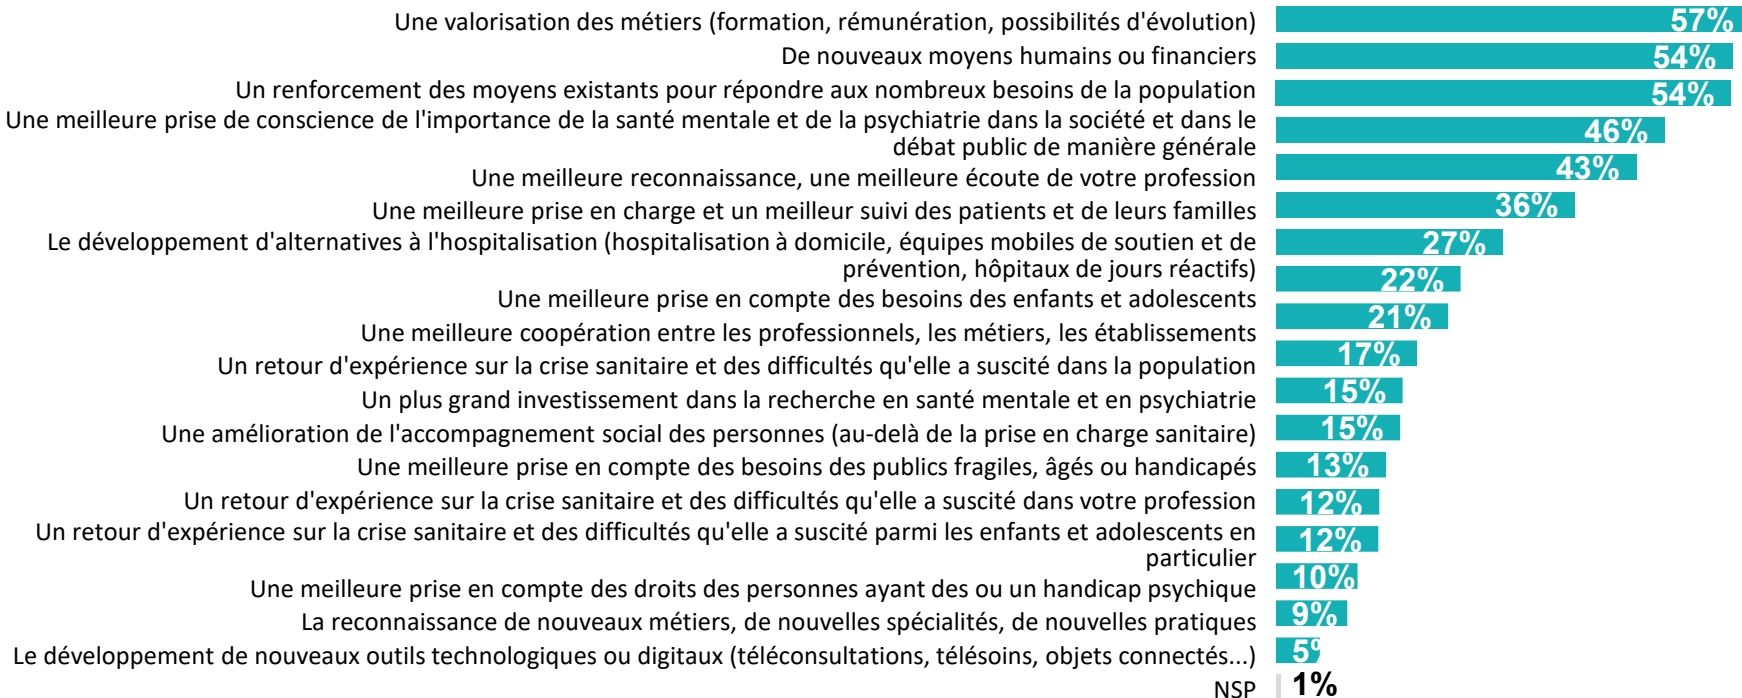 Une valorisation des métiers (formation, rémunération, possibilités d'évolution) 57%
De nouveaux moyens humains ou financiers 54%
Un renforcement des moyens existants pour répondre aux nombreux besoins de la population 54%
Une meilleure prise de conscience de l'importance de la santé mentale et de la psychiatrie dans la société et dans le
débat public de manière générale 46%
Une meilleure reconnaissance, une meilleure écoute de votre profession 43%
Une meilleure prise en charge et un meilleur suivi des patients et de leurs familles 36%
Le développement d'alternatives à l'hospitalisation (hospitalisation à domicile, équipes mobiles de soutien et de
prévention, hôpitaux de jours réactifs) 27%
Une meilleure prise en compte des besoins des enfants et adolescents 22%
Une meilleure coopération entre les professionnels, les métiers, les établissements 21%
Un retour d'expérience sur la crise sanitaire et des difficultés qu'elle a suscité dans la population 17%
Un plus grand investissement dans la recherche en santé mentale et en psychiatrie 15%
Une amélioration de l'accompagnement social des personnes (au-delà de la prise en charge sanitaire) 15%
Une meilleure prise en compte des besoins des publics fragiles, âgés ou handicapés 13%
Un retour d'expérience sur la crise sanitaire et des difficultés qu'elle a suscité dans votre profession 12%
Un retour d'expérience sur la crise sanitaire et des difficultés qu'elle a suscité parmi les enfants et adolescents en
particulier 12%
Une meilleure prise en compte des droits des personnes ayant des ou un handicap psychique 10%
La reconnaissance de nouveaux métiers, de nouvelles spécialités, de nouvelles pratiques 9%
Le développement de nouveaux outils technologiques ou digitaux (téléconsultations, télésoins, objets connectés...) 5%
NSP 1%